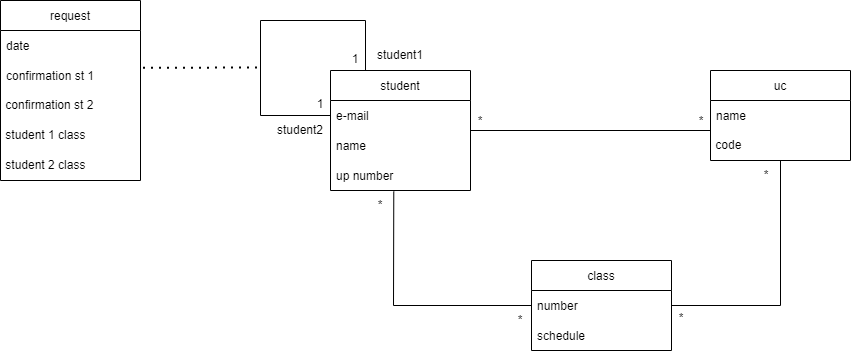 request
date
confirmation st 1
confirmation st 2
student 1 class
student 2 class
student1
1
1
student2
student
e-mail
name
up number
*
*
uc
name
code
*
*
class
number
schedule
*
*